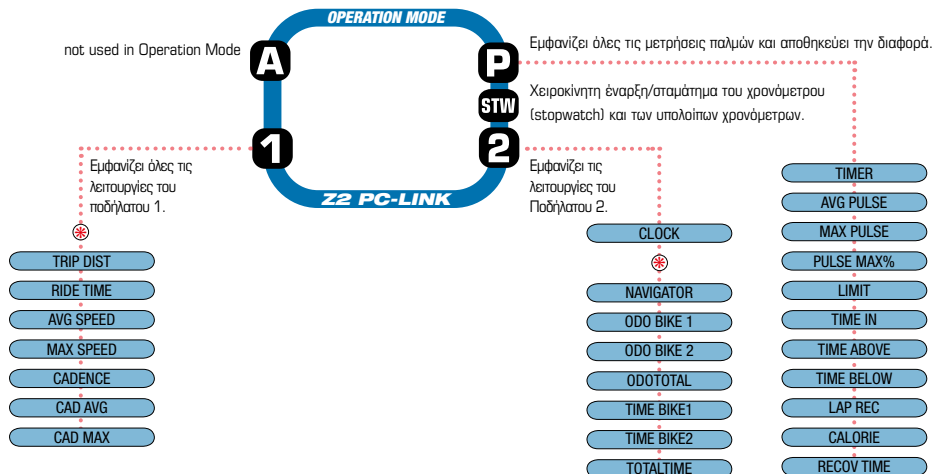 OPERATION MODE
not used in Operation Mode
A
P
Εμφανίζει όλες τις μετρήσεις παλμών και αποθηκεύει την διαφορά.
STW
Χειροκίνητη έναρξη/σταμάτημα του χρονόμετρου
(stopwatch) και των υπολοίπων χρονόμετρων.
1
2
Z2 PC-LINK
Εμφανίζει όλες τις
λειτουργίες του
ποδήλατου 1.
Εμφανίζει τις
λειτουργίες του
Ποδήλατου 2.
TRIP DIST
RIDE TIME
AVG SPEED
MAX SPEED
CADENCE
CAD AVG
CAD MAX
CLOCK
NAVIGATOR
ODO BIKE 1
ODO BIKE 2
ODOTOTAL
TIME BIKE1
TIME BIKE2
TOTALTIME
TIMER
AVG PULSE
MAX PULSE
PULSE MAX%
LIMIT
TIME IN
TIME ABOVE
TIME BELOW
LAP REC
CALORIE
RECOV TIME